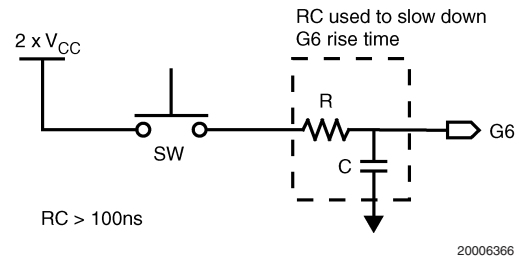 RC used to slow down
G6 rise time
2 x VCC
R
G6
SW
C
RC > 100ns
20006366